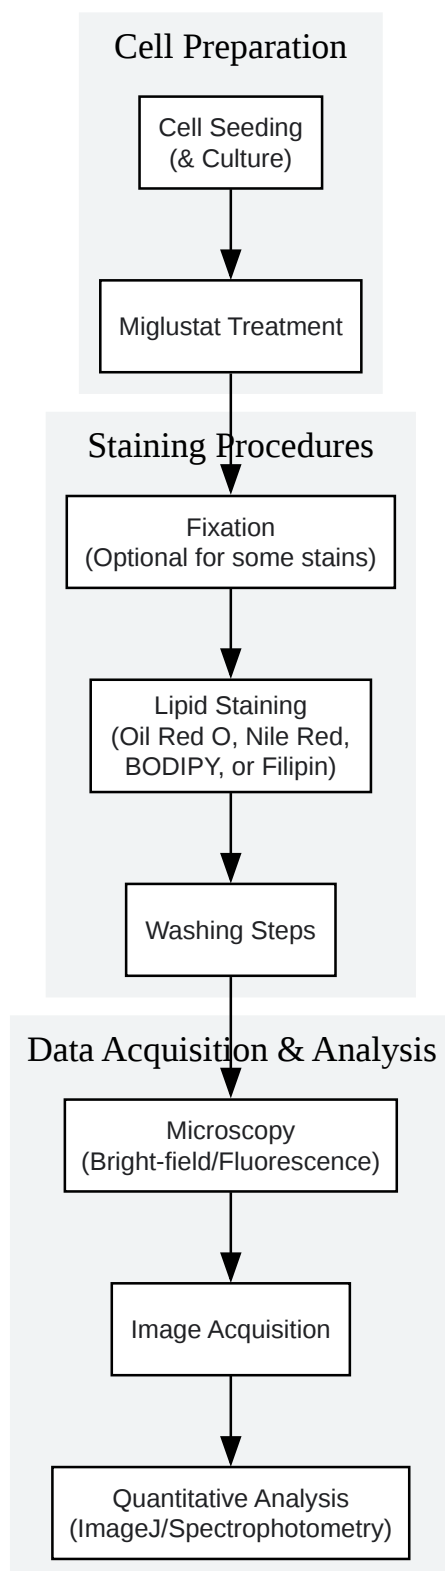 Cell Preparation
Cell Seeding
(& Culture)
Miglustat Treatment
Staining Procedures
Fixation
(Optional for some stains)
Lipid Staining
(Oil Red O, Nile Red,
BODIPY, or Filipin)
Washing Steps
Data Acquisition & Analysis
Microscopy
(Bright-field/Fluorescence)
Image Acquisition
Quantitative Analysis
(ImageJ/Spectrophotometry)